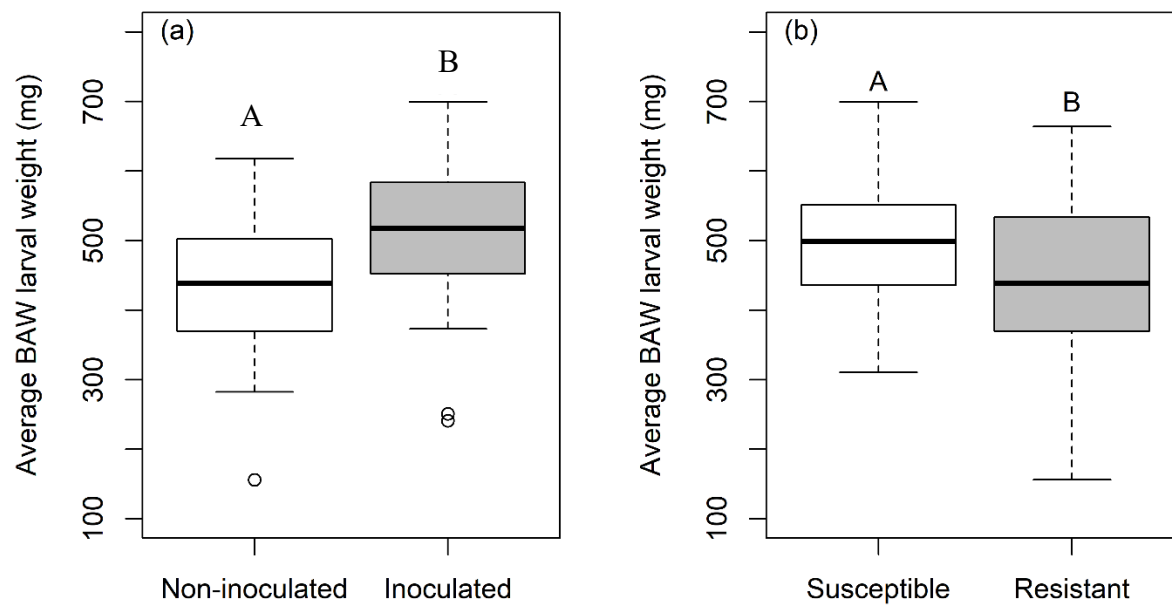 (a)
A
B
Average BAW larval weight (mg)
700
500
300
100
Non-inoculated
Inoculated
(b)
A
B
Average BAW larval weight (mg)
700
500
300
100
Susceptible
Resistant